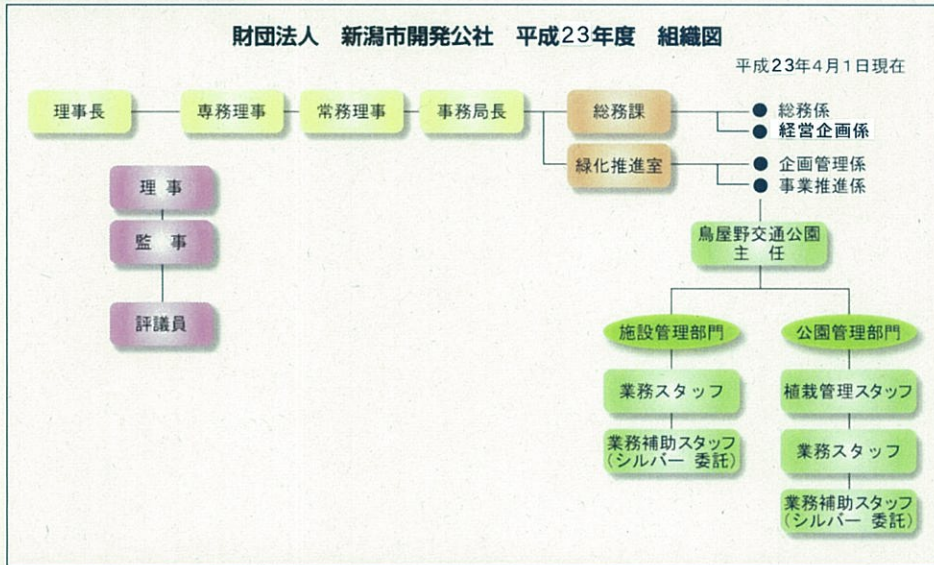 財団法人 新潟市開発公社 平成23年度 組織図
平成23年4月1日現在
理事長
専務理事
常務理事
事務局長
総務課
総務係
経営企画係
緑化推進室
企画管理係
事業推進係
理 事
監 事
評議員
鳥屋野交通公園
主 任
施設管理部門
業務スタッフ
業務補助スタッフ
(シルバー 委託)
公園管理部門
植栽管理スタッフ
業務スタッフ
業務補助スタッフ
(シルバー 委託)